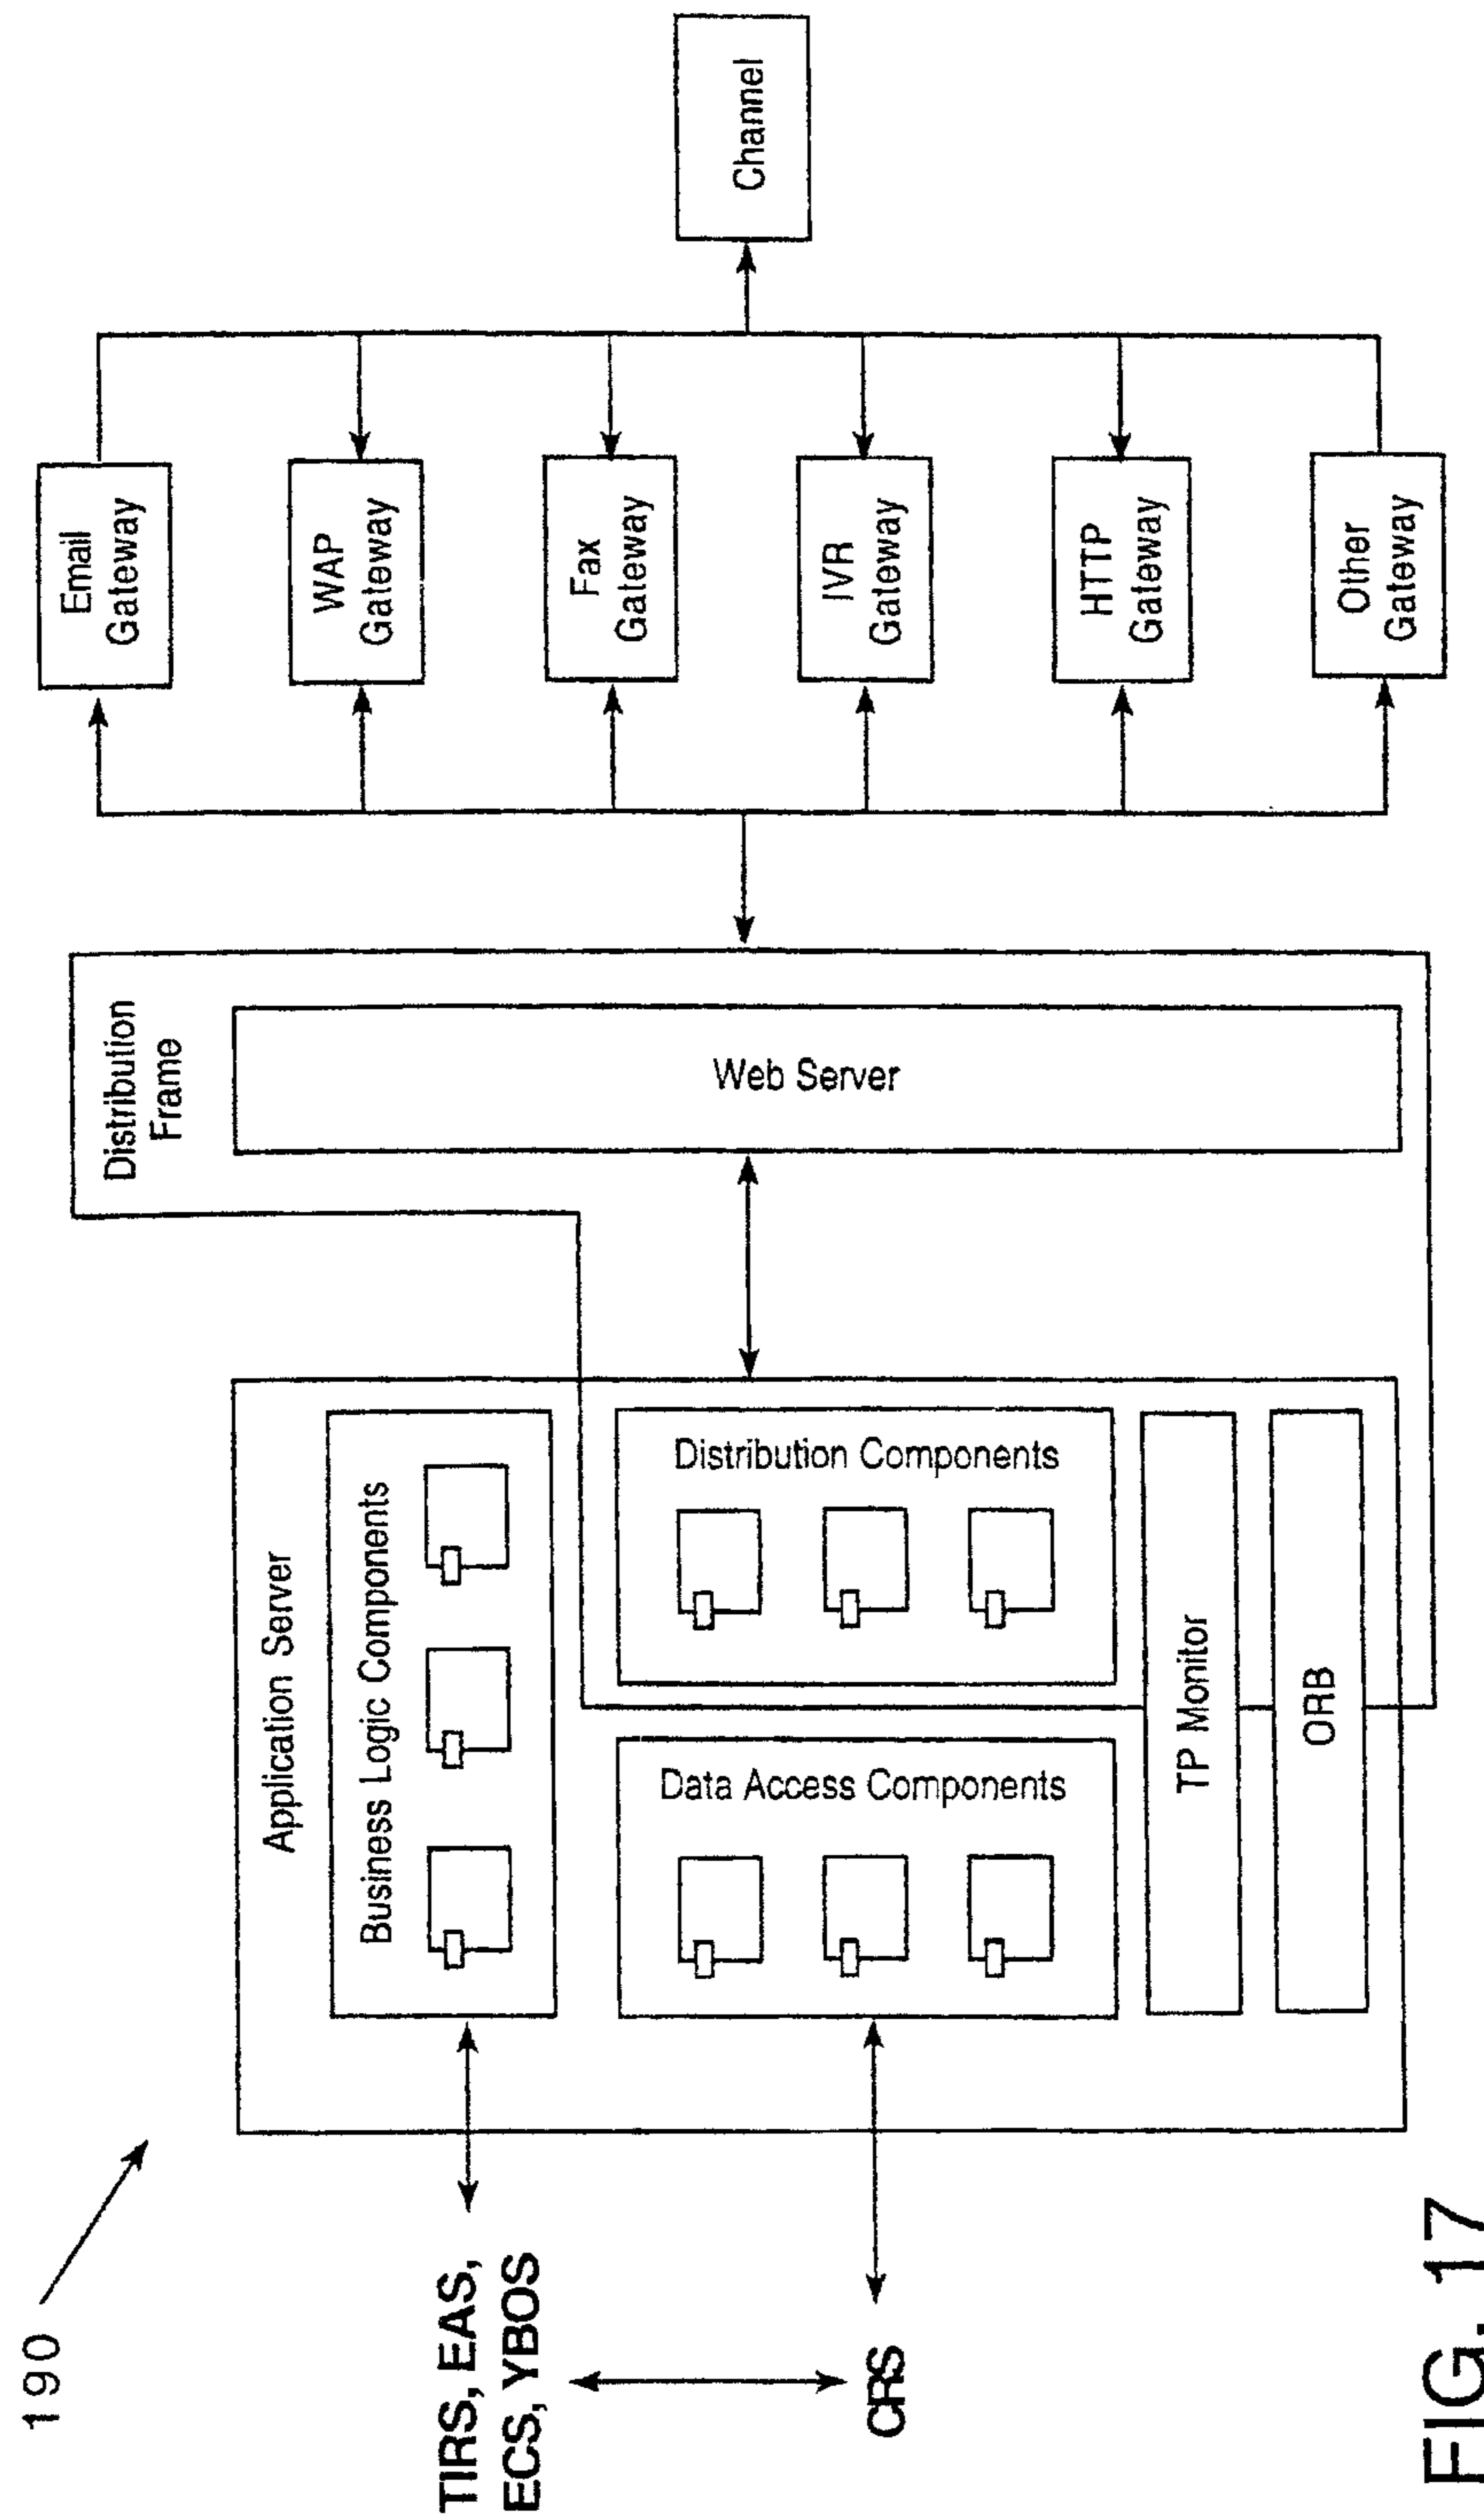 190
TIRS, EAS,
ECS, YBOS
CRS
Application Server
Business Logic Components
Data Access Components
Distribution Components
TP Monitor
ORB
Distribution
Frame
Web Server
Email
Gateway
WAP
Gateway
Fax
Gateway
IVR
Gateway
HTTP
Gateway
Other
Gateway
Channel
FIG. 17